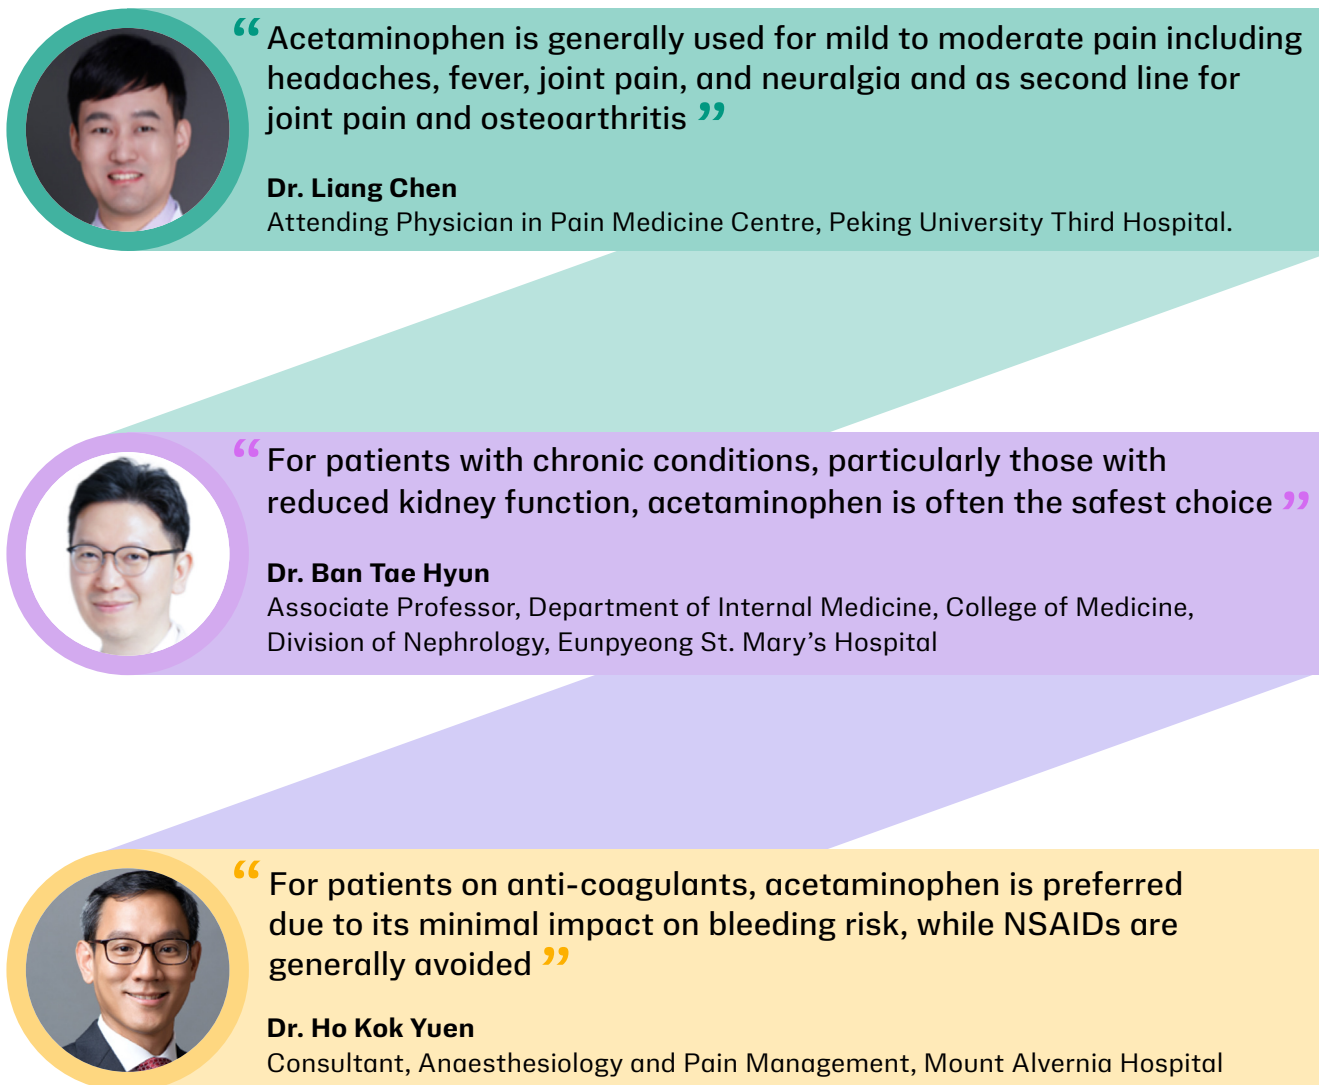 “ Acetaminophen is generally used for mild to moderate pain including
headaches, fever, joint pain, and neuralgia and as second line for
joint pain and osteoarthritis ”
Dr. Liang Chen
Attending Physician in Pain Medicine Centre, Peking University Third Hospital.
“ For patients with chronic conditions, particularly those with
reduced kidney function, acetaminophen is often the safest choice ”
Dr. Ban Tae Hyun
Associate Professor, Department of Internal Medicine, College of Medicine,
Division of Nephrology, Eunpyeong St. Mary’s Hospital
“ For patients on anti-coagulants, acetaminophen is preferred
due to its minimal impact on bleeding risk, while NSAIDs are
generally avoided ”
Dr. Ho Kok Yuen
Consultant, Anaesthesiology and Pain Management, Mount Alvernia Hospital